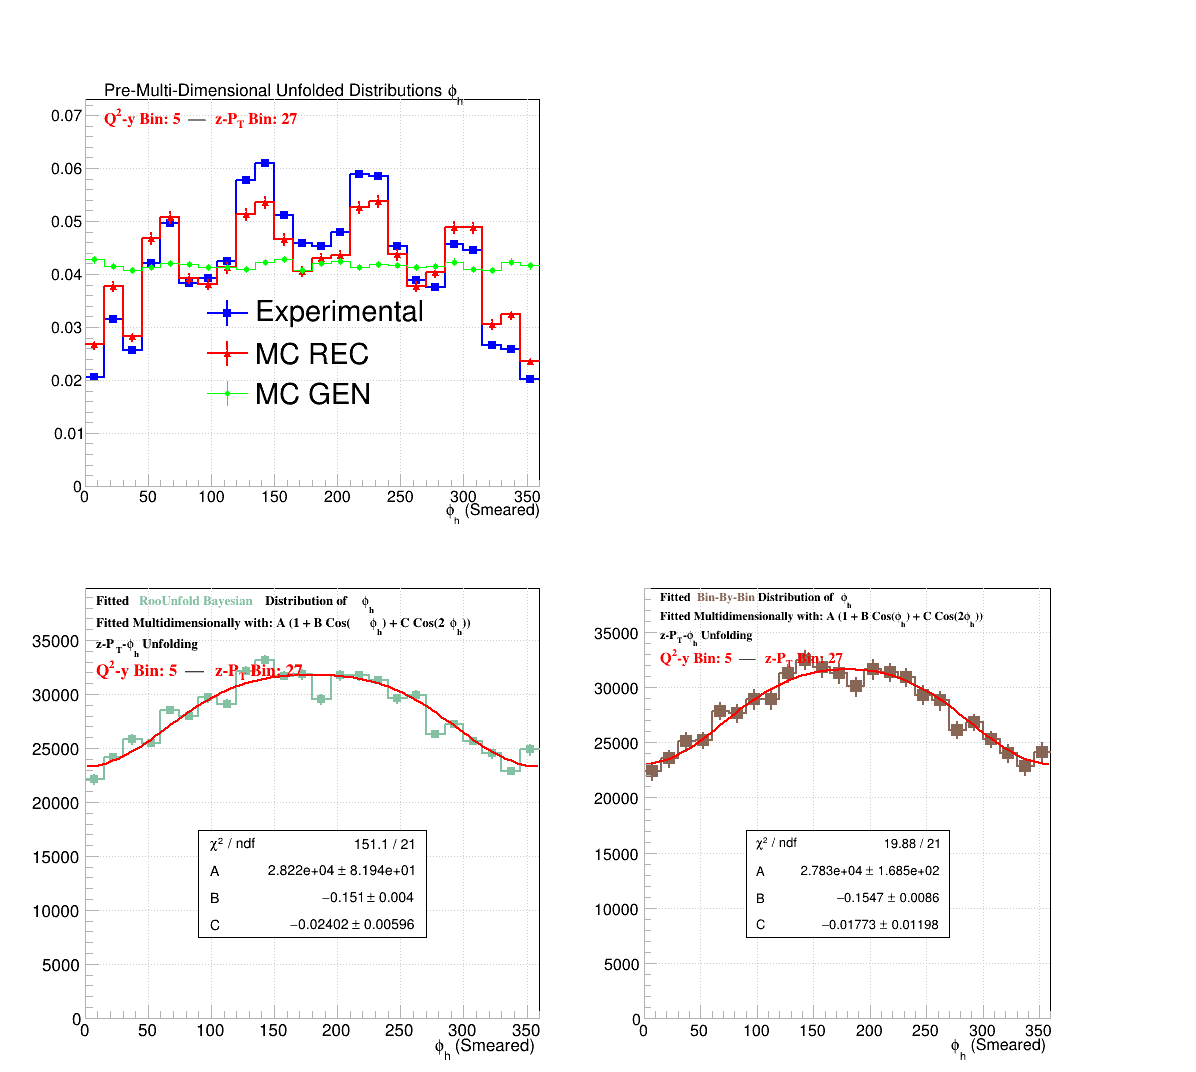 Pre-Multi-Dimensional Unfolded Distributions ϕh
Q²-y Bin: 5 — z-PT Bin: 27
0.07
0.06
0.05
0.04
0.03
0.02
0.01
0
Experimental
MC REC
MC GEN
0 50 100 150 200 250 300 350
ϕh (Smeared)
Fitted RooUnfold Bayesian Distribution of ϕh
Fitted Multidimensionally with: A (1 + B Cos( ϕh) + C Cos(2 ϕh))
z-PT-ϕh Unfolding
Q²-y Bin: 5 — z-PT Bin: 27
35000
30000
25000
20000
15000
10000
5000
0
χ² / ndf 151.1 / 21
A 2.822e+04 ± 8.194e+01
B −0.151 ± 0.004
C −0.02402 ± 0.00596
0 50 100 150 200 250 300 350
ϕh (Smeared)
Fitted Bin-By-Bin Distribution of ϕh
Fitted Multidimensionally with: A (1 + B Cos(ϕh) + C Cos(2ϕh))
z-PT-ϕh Unfolding
Q²-y Bin: 5 — z-PT Bin: 27
35000
30000
25000
20000
15000
10000
5000
0
χ² / ndf 19.88 / 21
A 2.783e+04 ± 1.685e+02
B −0.1547 ± 0.0086
C −0.01773 ± 0.01198
0 50 100 150 200 250 300 350
ϕh (Smeared)